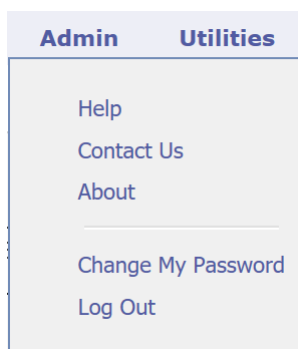 Admin Utilities
Help
Contact Us
About
Change My Password
Log Out